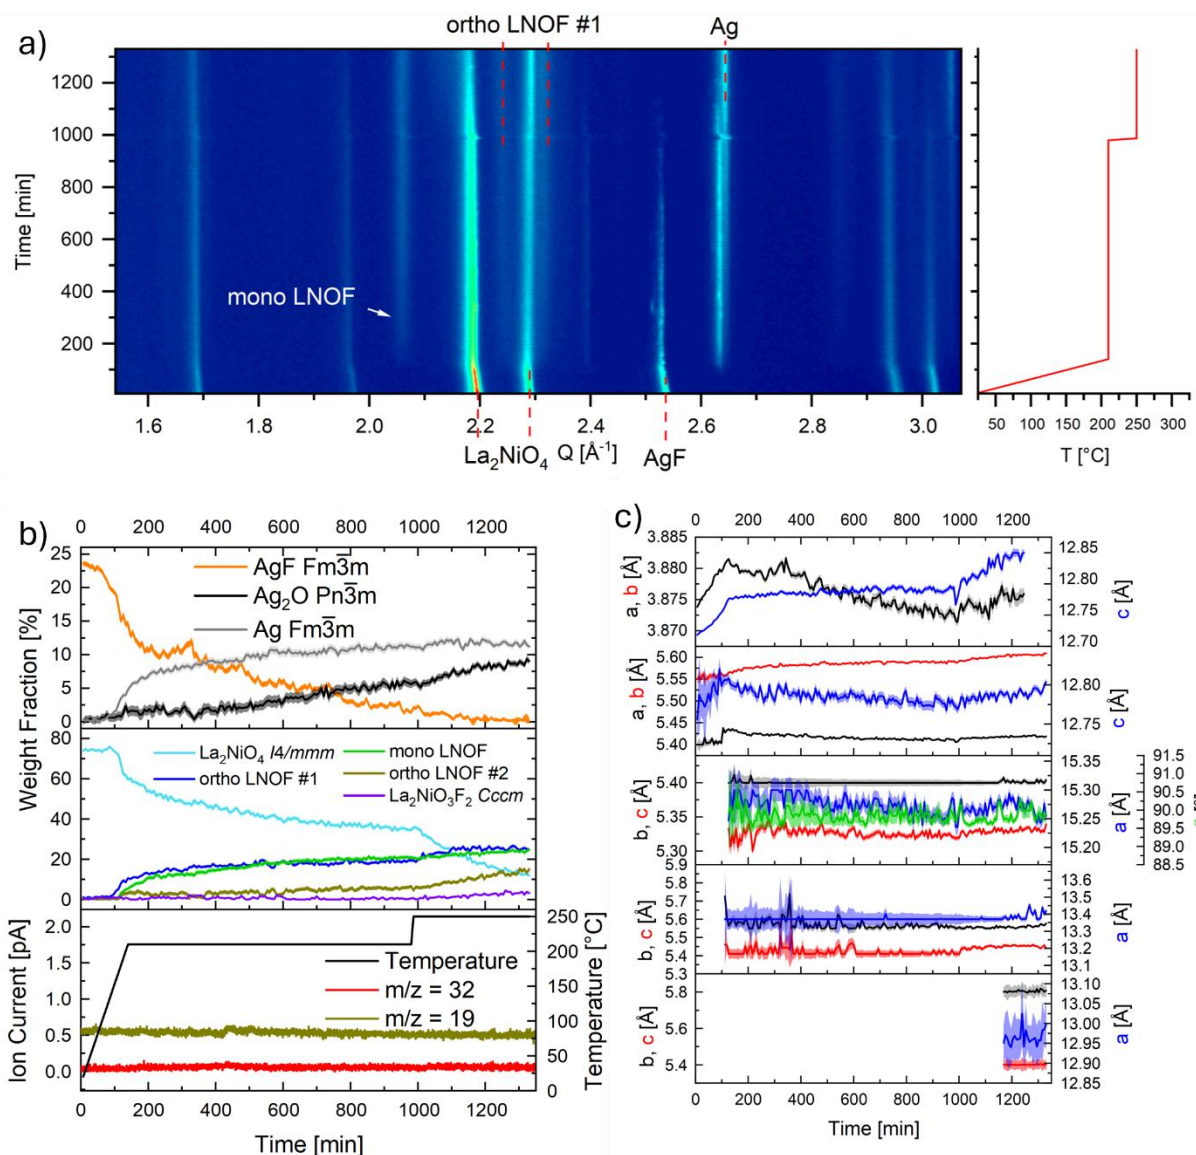 a)
ortho LNOF #1
Ag
Time [min]
1200
1000
800
600
400
200
mono LNOF
1.6 1.8 2.0 2.2 2.4 2.6 2.8 3.0
La₂NiO₄ Q [Å⁻¹] AgF
50 100 150 200 250 300
T [°C]
b)
0 200 400 600 800 1000 1200
25
20
15
10
5
0
AgF Fm3̅m
Ag₂O Pn3̅m
Ag Fm3̅m
Weight Fraction [%]
80
60
40
20
0
La₂NiO₄ I4/mmm
mono LNOF
ortho LNOF #1
ortho LNOF #2
La₂NiO₃F₂ Cccm
Ion Current [pA]
2.0
1.5
1.0
0.5
0.0
Temperature
m/z = 32
m/z = 19
250
200
150
100
50
0
Temperature [°C]
0 200 400 600 800 1000 1200
Time [min]
c)
0 200 400 600 800 1000 1200
a, b [Å]
3.885
3.880
3.875
3.870
12.85
12.80
12.75
12.70
c [Å]
a, b [Å]
5.60
5.55
5.50
5.45
5.40
12.80
12.75
c [Å]
b, c [Å]
5.40
5.35
5.30
15.35
15.30
15.25
15.20
a [Å]
91.5
91.0
90.5
90.0
89.5
89.0
88.5
b, c [Å]
5.9
5.8
5.7
5.6
5.5
5.4
5.3
13.6
13.5
13.4
13.3
13.2
13.1
a [Å]
b, c [Å]
5.8
5.6
5.4
13.10
13.05
13.00
12.95
12.90
12.85
a [Å]
0 200 400 600 800 1000 1200
Time [min]